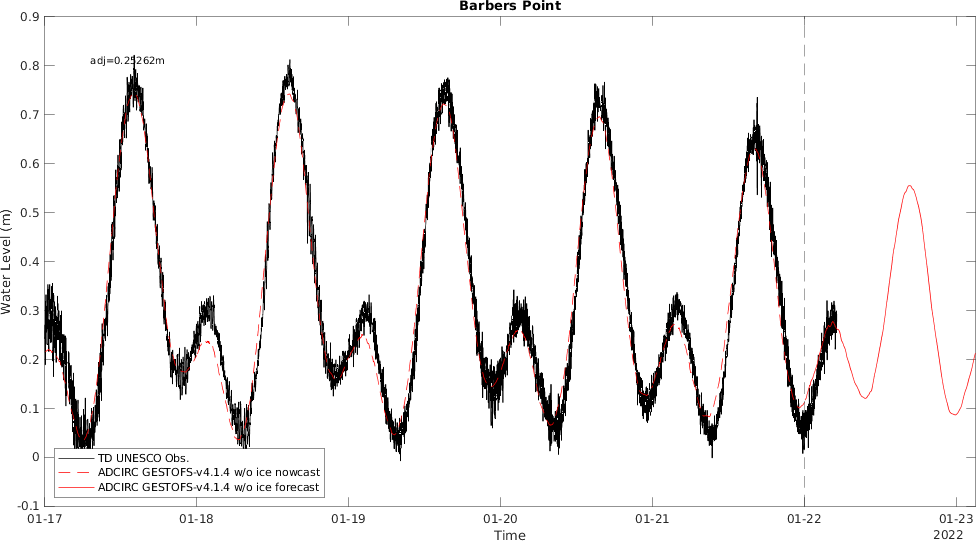 Barbers Point
0.9
adj=0.25262m
0.8
0.7
0.6
0.5
0.4
0.3
0.2
0.1
0
-0.1
Water Level (m)
TD UNESCO Obs.
ADCIRC GESTOFS-v4.1.4 w/o ice nowcast
ADCIRC GESTOFS-v4.1.4 w/o ice forecast
01-17
01-18
01-19
01-20
01-21
01-22
01-23
Time
2022